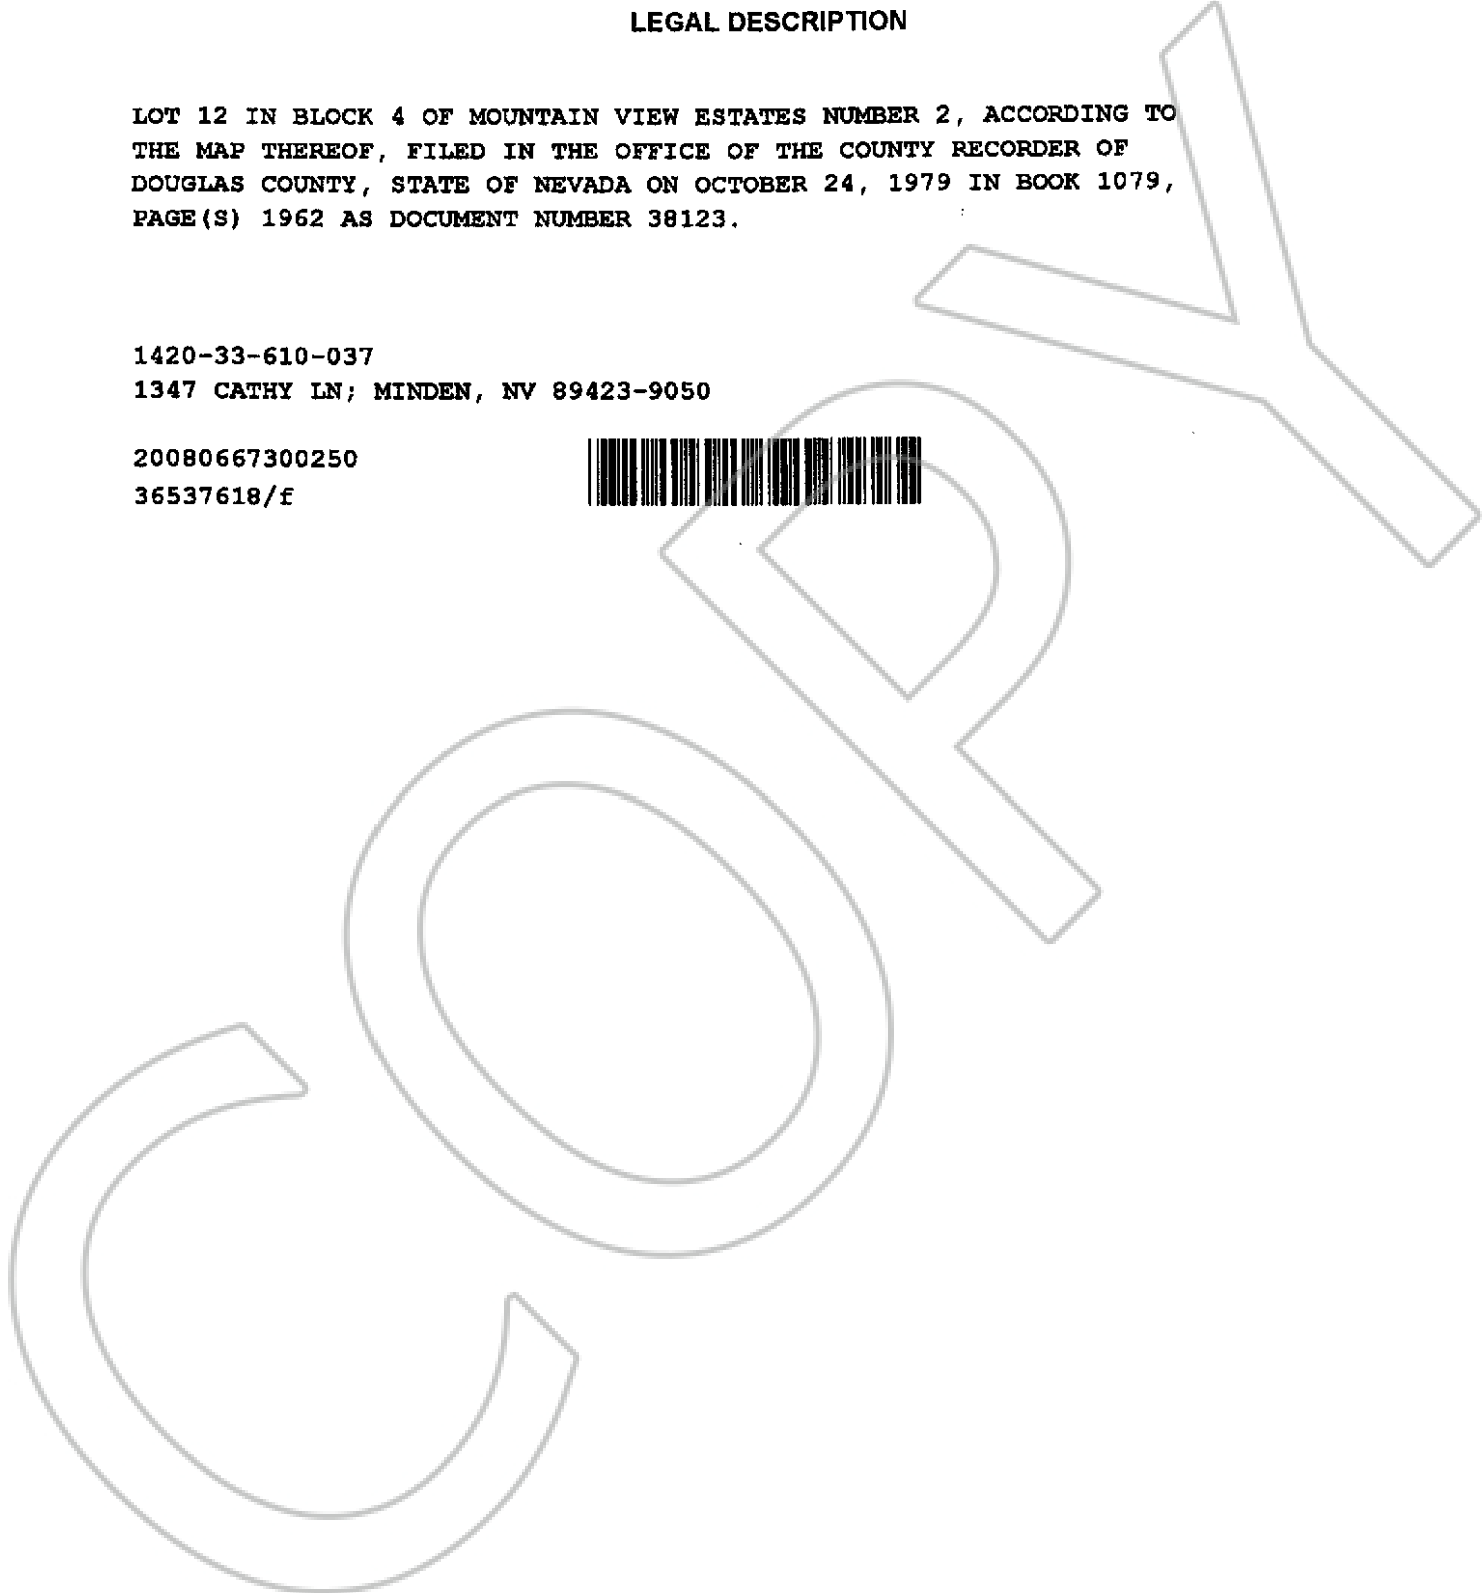 LEGAL DESCRIPTION
LOT 12 IN BLOCK 4 OF MOUNTAIN VIEW ESTATES NUMBER 2, ACCORDING TO
THE MAP THEREOF, FILED IN THE OFFICE OF THE COUNTY RECORDER OF
DOUGLAS COUNTY, STATE OF NEVADA ON OCTOBER 24, 1979 IN BOOK 1079,
PAGE(S) 1962 AS DOCUMENT NUMBER 38123.
1420-33-610-037
1347 CATHY LN; MINDEN, NV 89423-9050
20080667300250
36537618/f
COPY